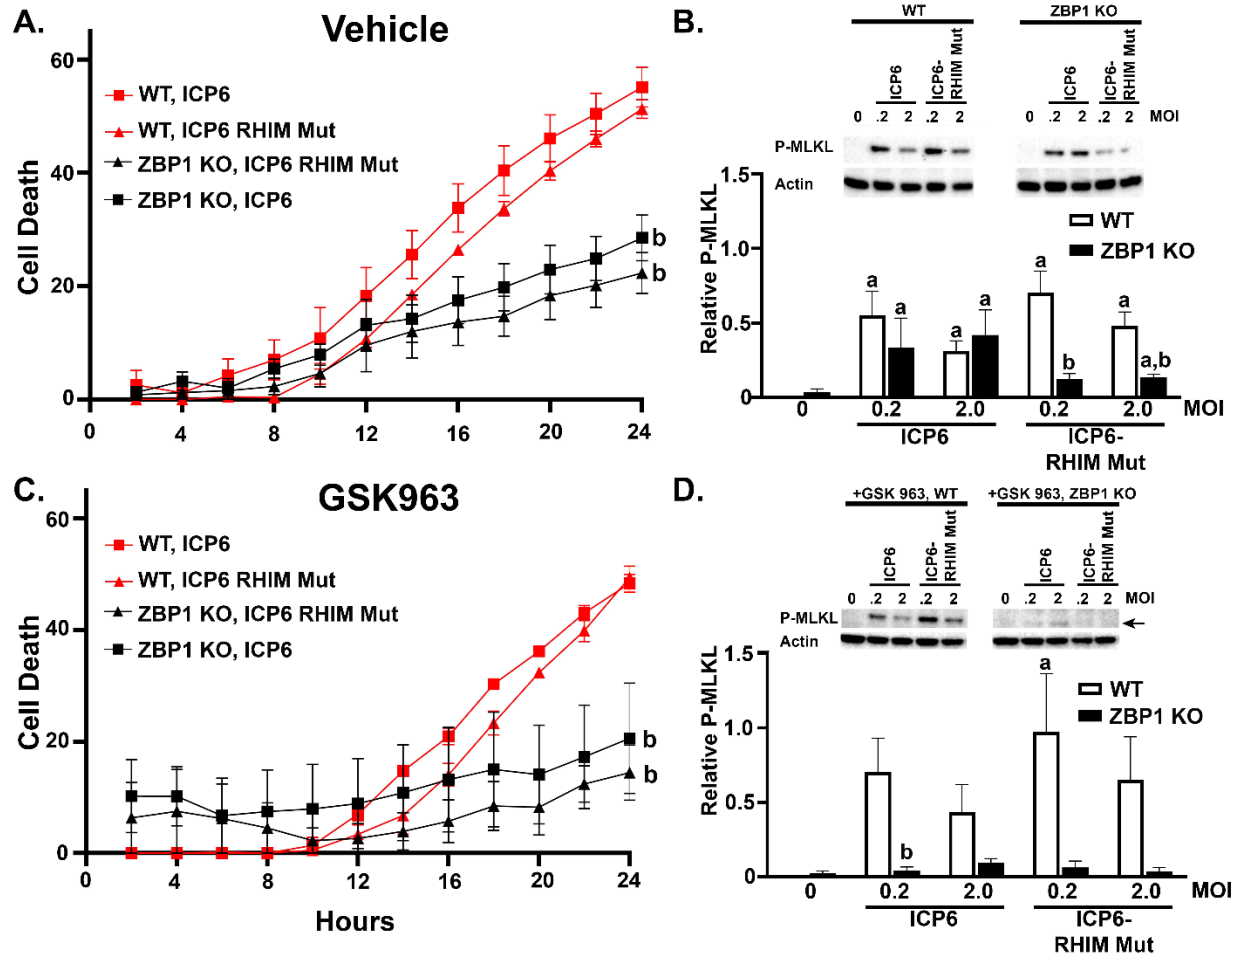 A.
Vehicle
60
40
20
0
Cell Death
WT, ICP6
WT, ICP6 RHIM Mut
ZBP1 KO, ICP6 RHIM Mut
ZBP1 KO, ICP6
b
b
0 4 8 12 16 20 24
B.
WT ZBP1 KO
ICP6 ICP6- RHIM Mut ICP6 ICP6- RHIM Mut
0 .2 2 .2 2 0 .2 2 .2 2 MOI
P-MLKL
Actin
1.5
1.0
0.5
0
Relative P-MLKL
WT
ZBP1 KO
a a a a a b a a,b
0 0.2 2.0 0.2 2.0 MOI
ICP6 ICP6-
RHIM Mut
C.
GSK963
60
40
20
0
Cell Death
WT, ICP6
WT, ICP6 RHIM Mut
ZBP1 KO, ICP6 RHIM Mut
ZBP1 KO, ICP6
b
b
0 4 8 12 16 20 24
Hours
D.
+GSK 963, WT +GSK 963, ZBP1 KO
ICP6 ICP6- RHIM Mut ICP6 ICP6- RHIM Mut
0 .2 2 .2 2 0 .2 2 .2 2 MOI
P-MLKL
Actin
1.5
1.0
0.5
0
Relative P-MLKL
WT
ZBP1 KO
b a
0 0.2 2.0 0.2 2.0 MOI
ICP6 ICP6-
RHIM Mut